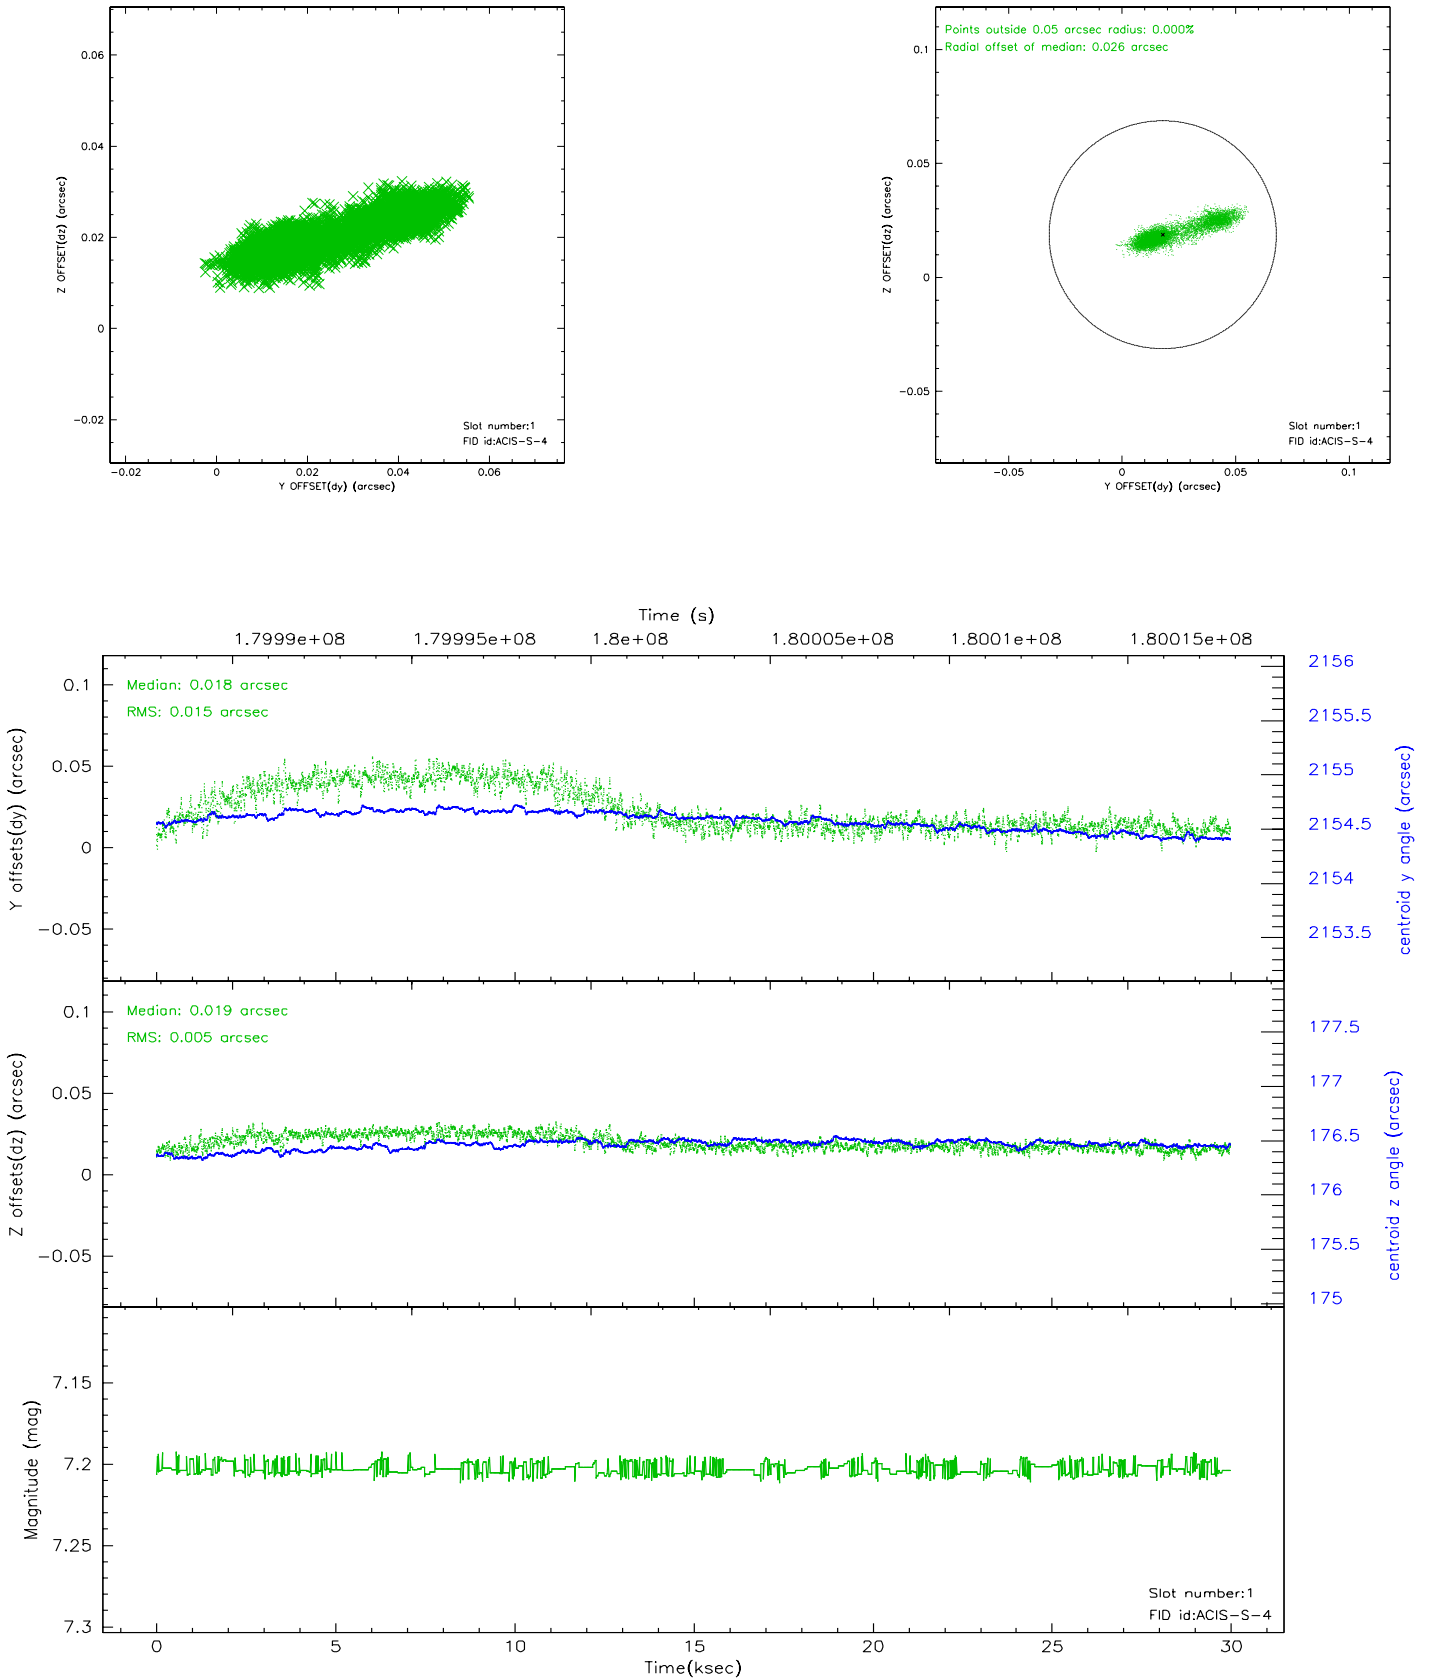 0.06
0.04
0.02
0
−0.02
Z OFFSET(dz) (arcsec)
Slot number:1
FID id:ACIS−S−4
−0.02
0
0.02
0.04
0.06
Y OFFSET(dy) (arcsec)
Points outside 0.05 arcsec radius: 0.000%
Radial offset of median: 0.026 arcsec
0.1
0.05
0
−0.05
Z OFFSET(dz) (arcsec)
Slot number:1
FID id:ACIS−S−4
−0.05
0
0.05
0.1
Y OFFSET(dy) (arcsec)
Time (s)
1.7999e+08
1.79995e+08
1.8e+08
1.80005e+08
1.8001e+08
1.80015e+08
Median: 0.018 arcsec
RMS: 0.015 arcsec
0.1
0.05
0
−0.05
Y offsets(dy) (arcsec)
2156
2155.5
2155
2154.5
2154
2153.5
centroid y angle (arcsec)
Median: 0.019 arcsec
RMS: 0.005 arcsec
0.1
0.05
0
−0.05
Z offsets(dz) (arcsec)
177.5
177
176.5
176
175.5
175
centroid z angle (arcsec)
7.15
7.2
7.25
7.3
Magnitude (mag)
Slot number:1
FID id:ACIS−S−4
0
5
10
15
20
25
30
Time(ksec)